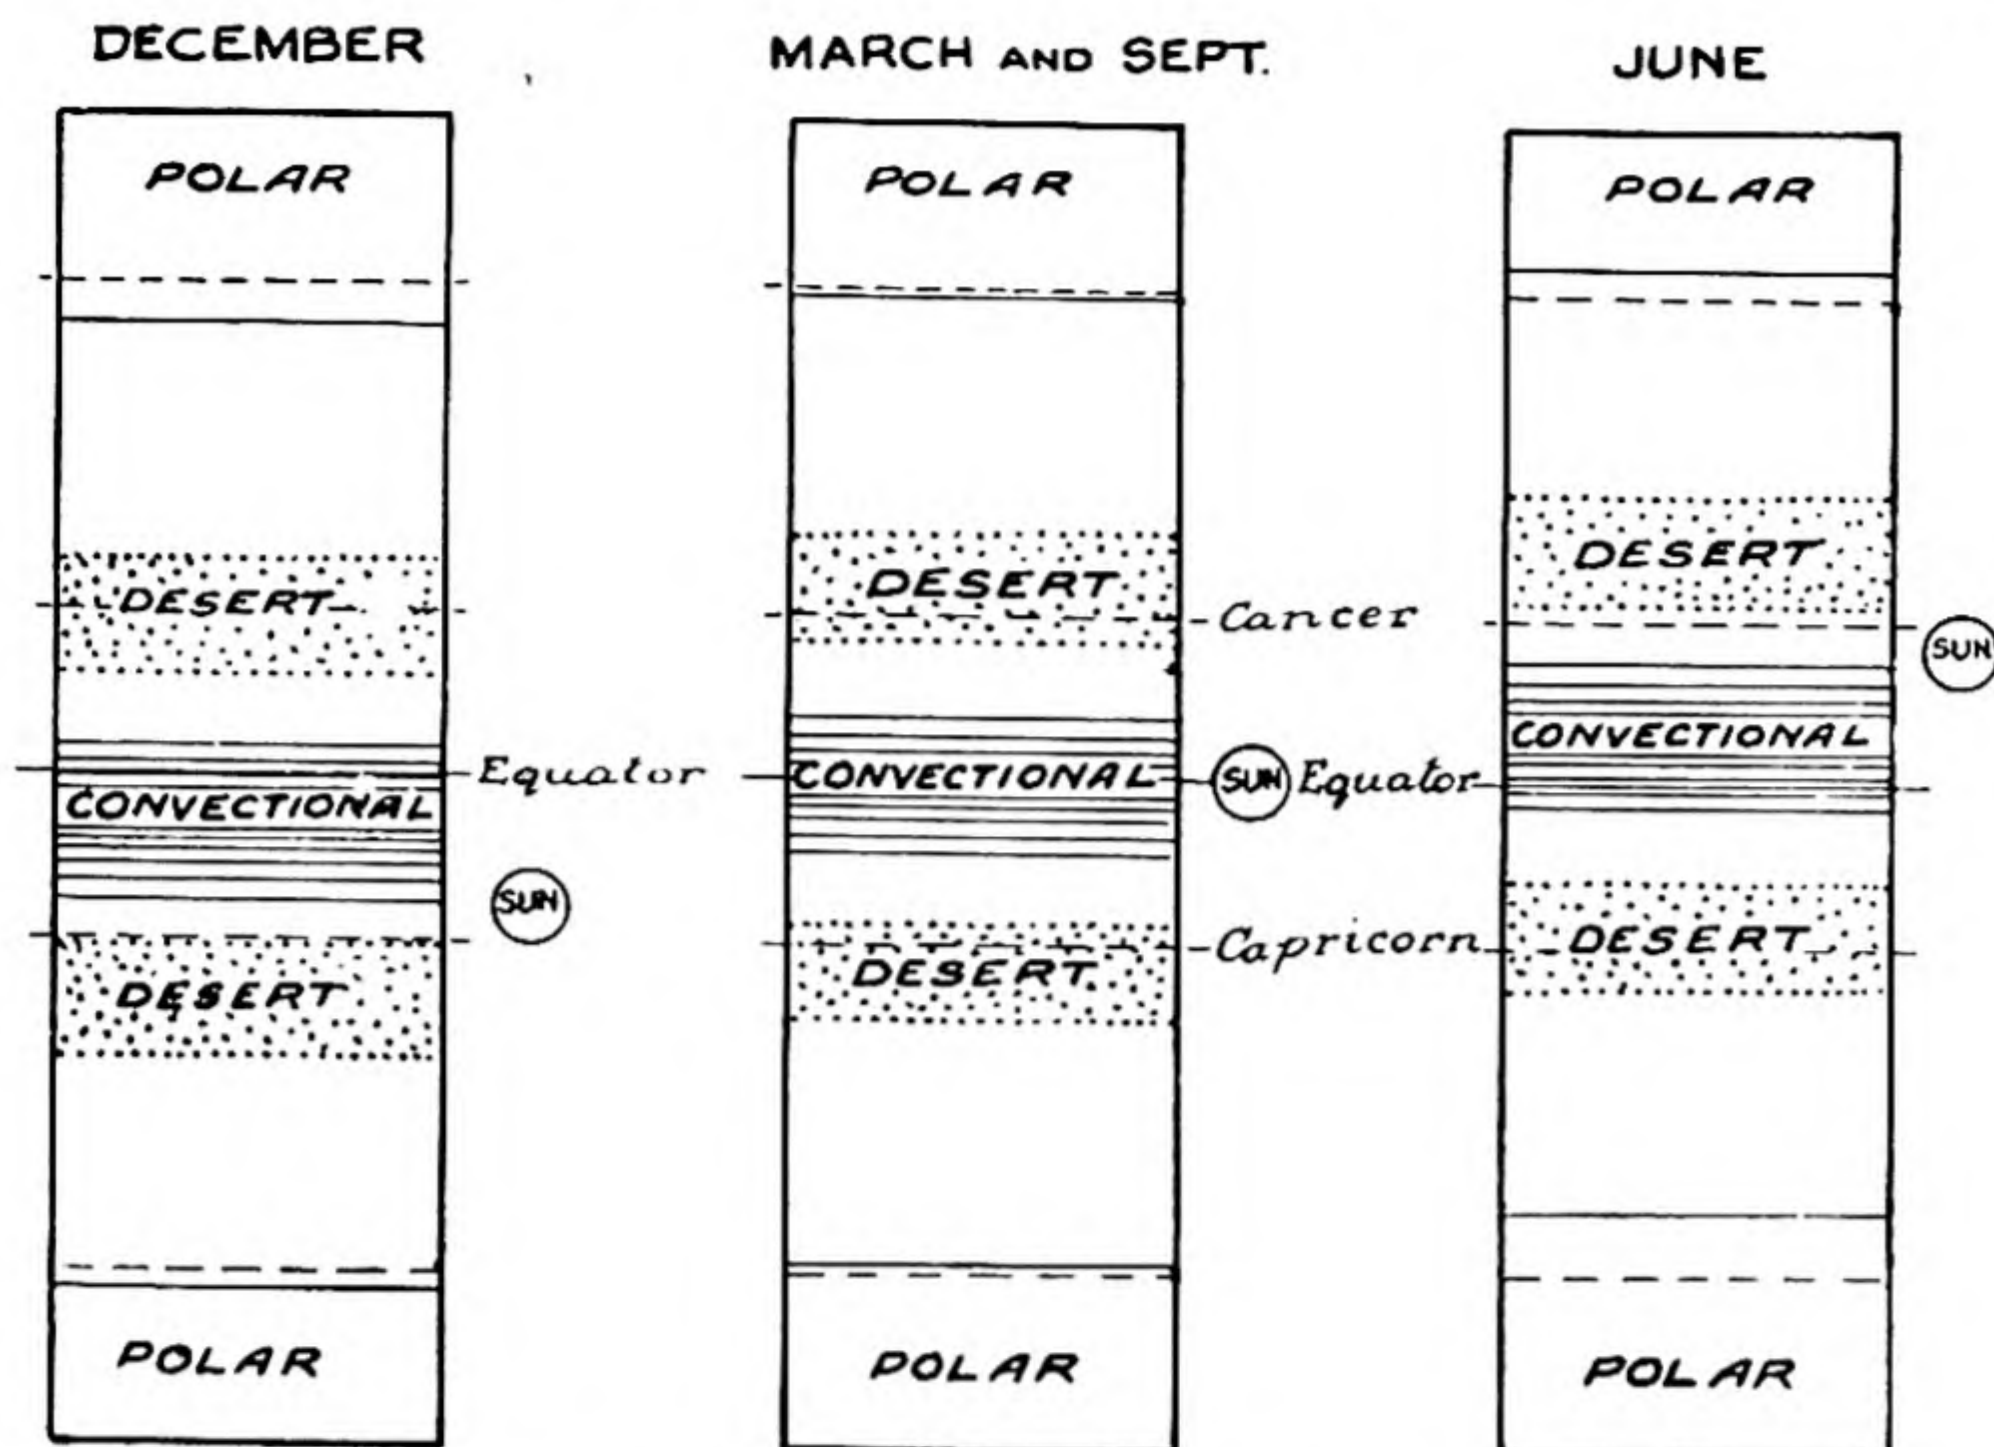 DECEMBER
MARCH AND SEPT.
JUNE
POLAR
POLAR
POLAR
DESERT
DESERT
DESERT
Cancer
SUN
CONVECTIONAL
Equator
CONVECTIONAL
SUN
Equator
CONVECTIONAL
SUN
DESERT
DESERT
Capricorn
DESERT
POLAR
POLAR
POLAR